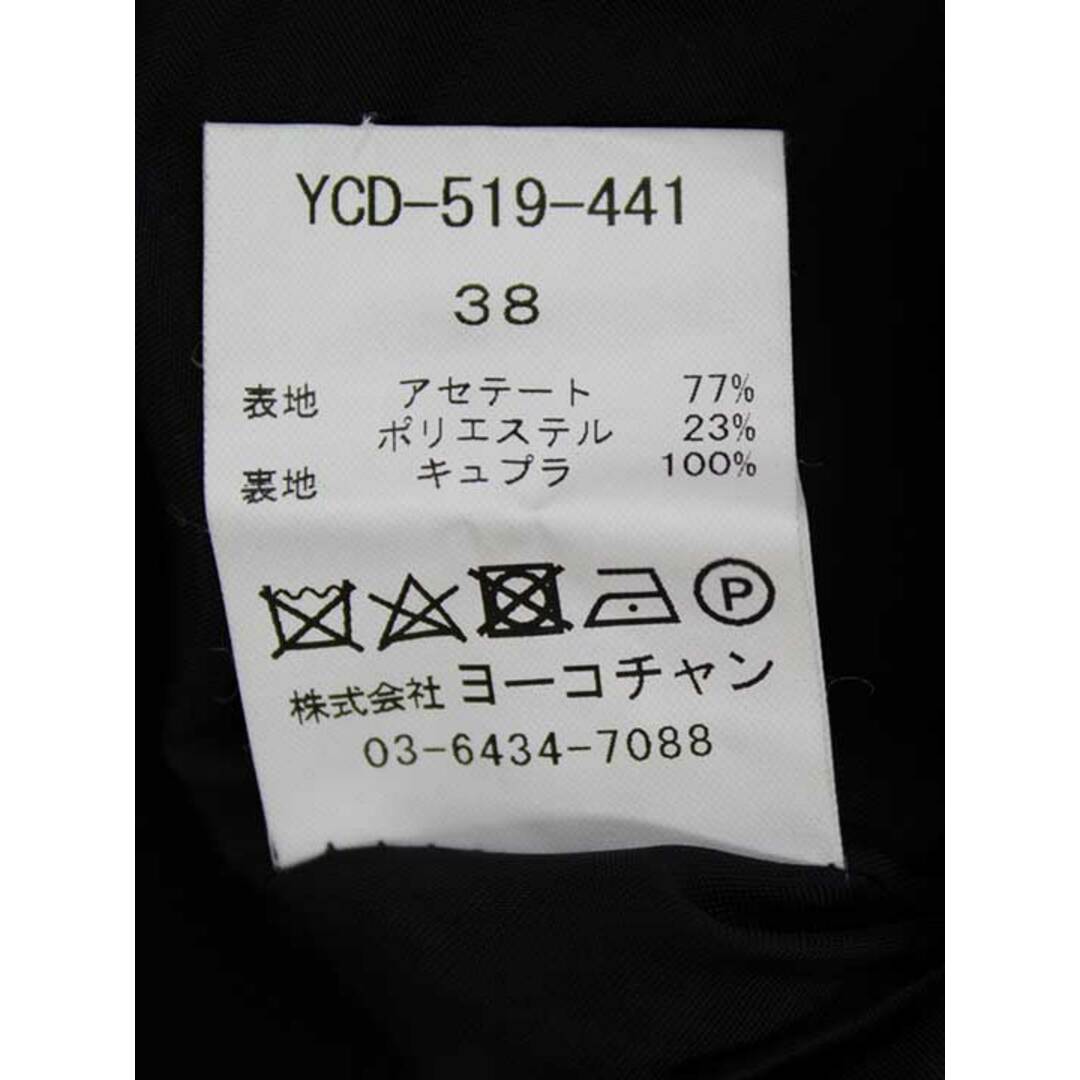 YCD-519-441
38
表地 アセテート 77%
ポリエステル 23%
裏地 キュプラ 100%
P
株式会社 ヨーコチャン
03-6434-7088